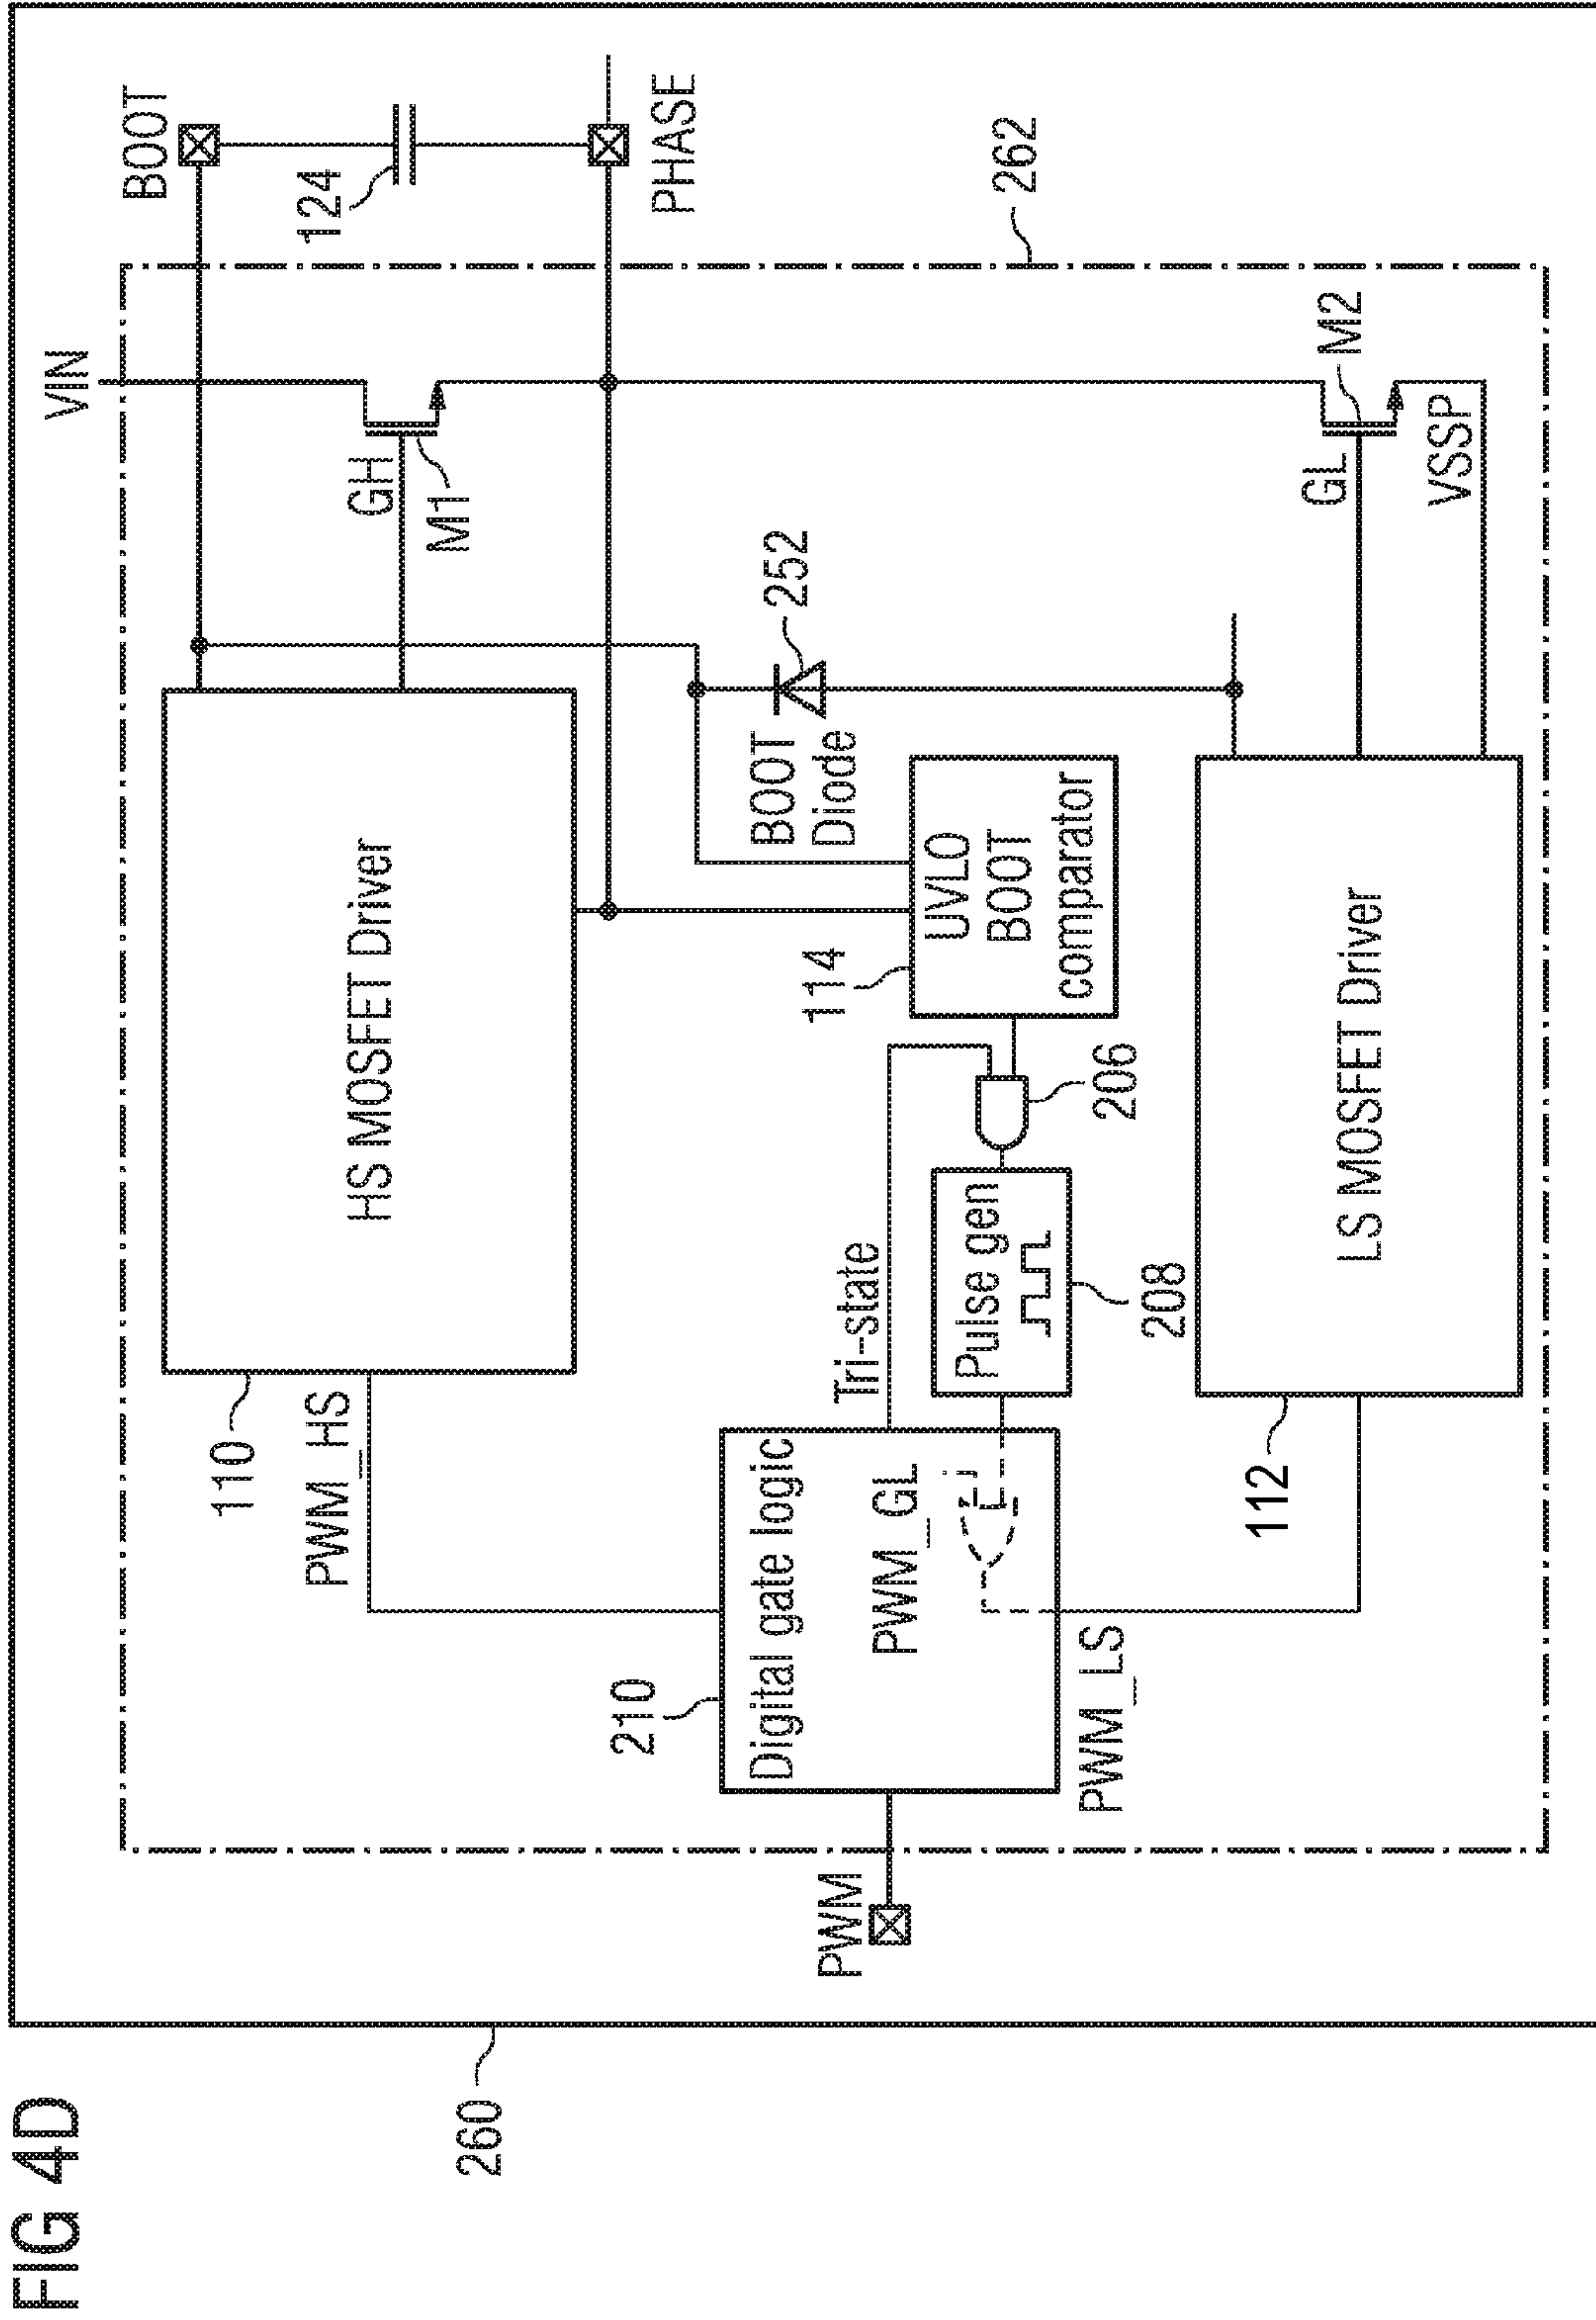 FIG 4D
260
VIN
BOOT
124
PHASE
262
GH
M1
HS MOSFET Driver
110
PWM_HS
BOOT
Diode
252
UVLO
BOOT
comparator
114
Tri-state
206
Pulse gen
208
210
Digital gate logic
PWM_GL
PWM
PWM_LS
GL
M2
VSSP
LS MOSFET Driver
112